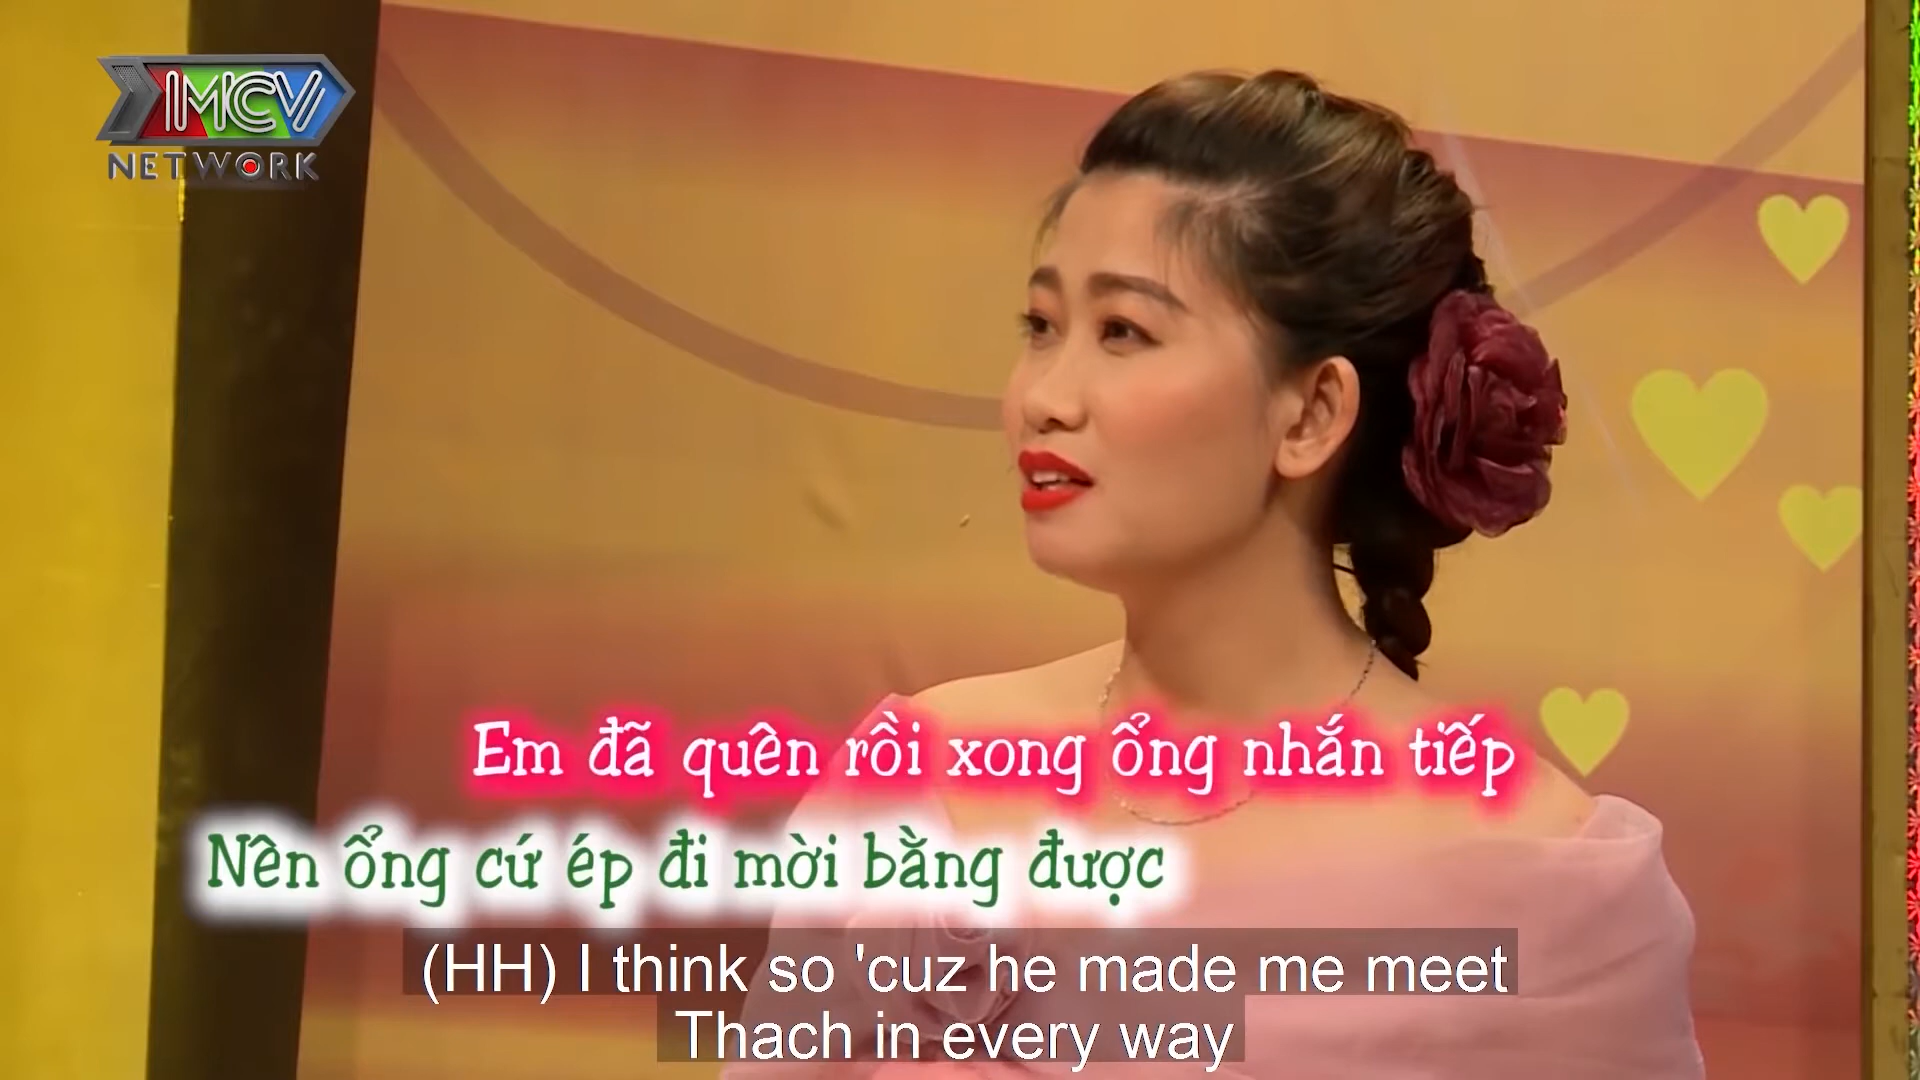 MCV
NETWORK
Em đã quên rồi xong ổng nhắn tiếp
Nên ổng cứ ép đi mời bằng được
(HH) I think so 'cuz he made me meet
Thach in every way